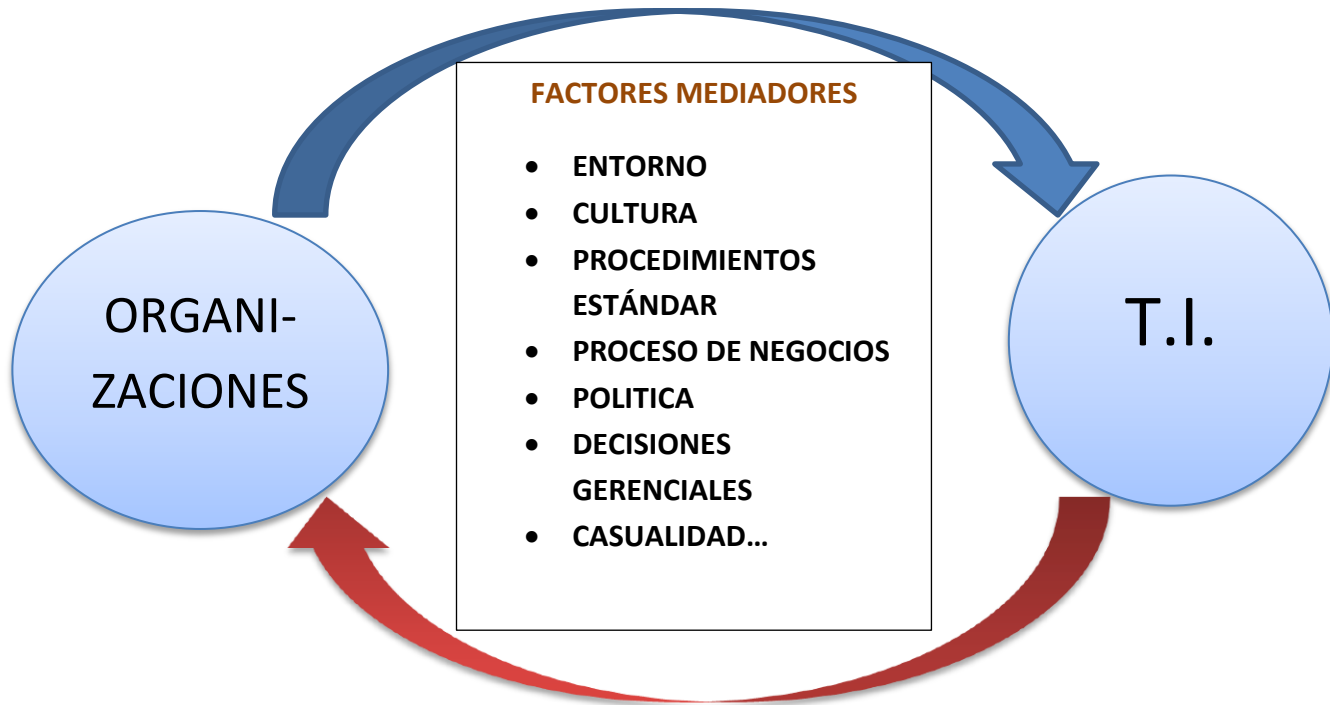 FACTORES MEDIADORES
• ENTORNO
• CULTURA
• PROCEDIMIENTOS
ESTÁNDAR
• PROCESO DE NEGOCIOS
• POLITICA
• DECISIONES
GERENCIALES
• CASUALIDAD...
ORGANI-
ZACIONES
T.I.